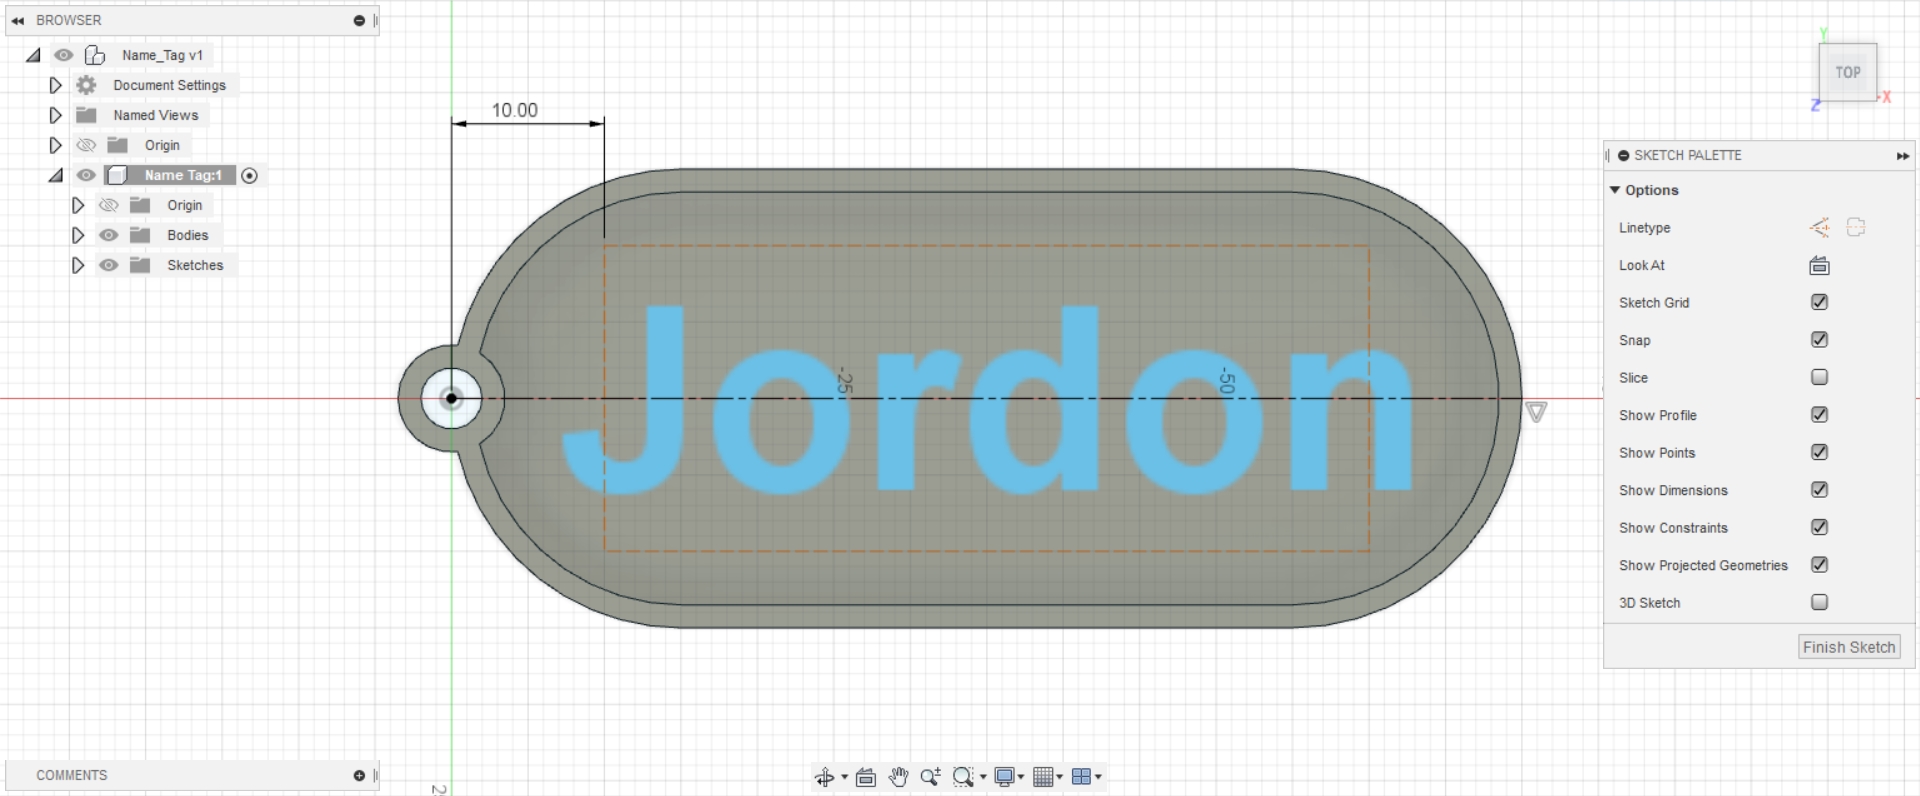 BROWSER
Name_Tag v1
Document Settings
Named Views
Origin
Name Tag:1
Origin
Bodies
Sketches
10.00
Jordon
-25
-50
TOP
Y
X
Z
SKETCH PALETTE
Options
Linetype
Look At
Sketch Grid
Snap
Slice
Show Profile
Show Points
Show Dimensions
Show Constraints
Show Projected Geometries
3D Sketch
Finish Sketch
COMMENTS